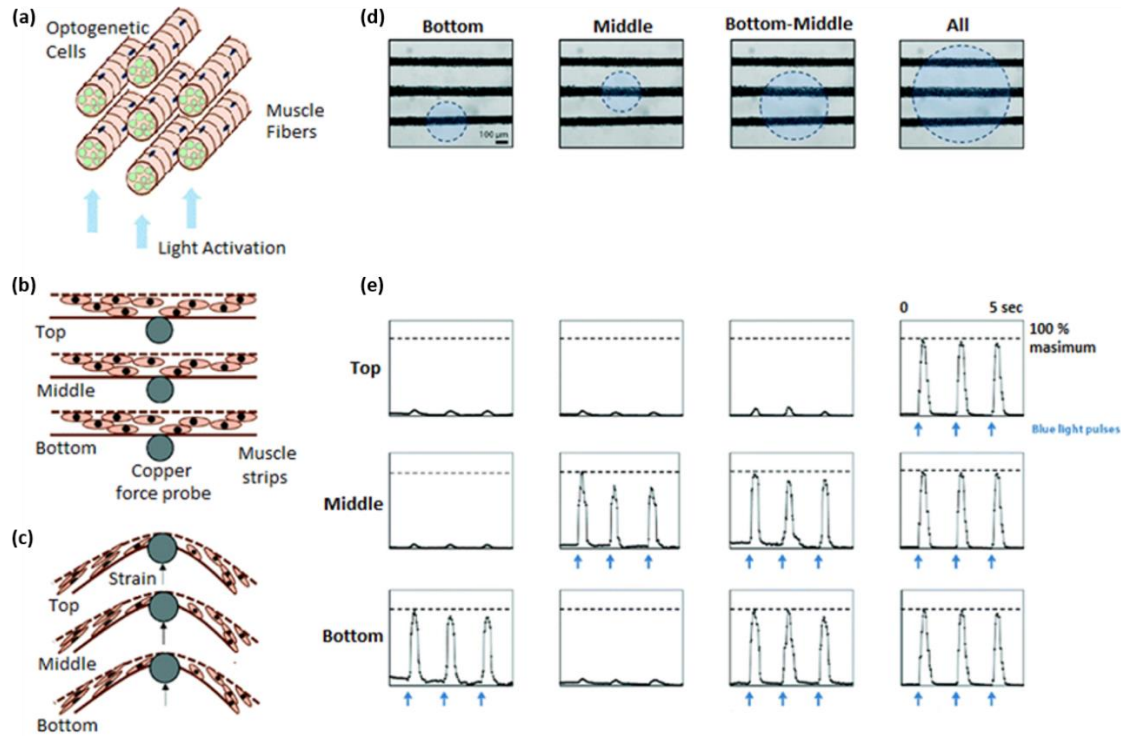 (a)
Optogenetic
Cells
Muscle
Fibers
Light Activation
(b)
Top
Middle
Bottom
Copper
force probe
Muscle
strips
(c)
Strain
Top
Middle
Bottom
(d)
Bottom
Middle
Bottom-Middle
All
100 µm
(e)
0
5 sec
Top
100 %
masimum
Blue light pulses
Middle
Bottom